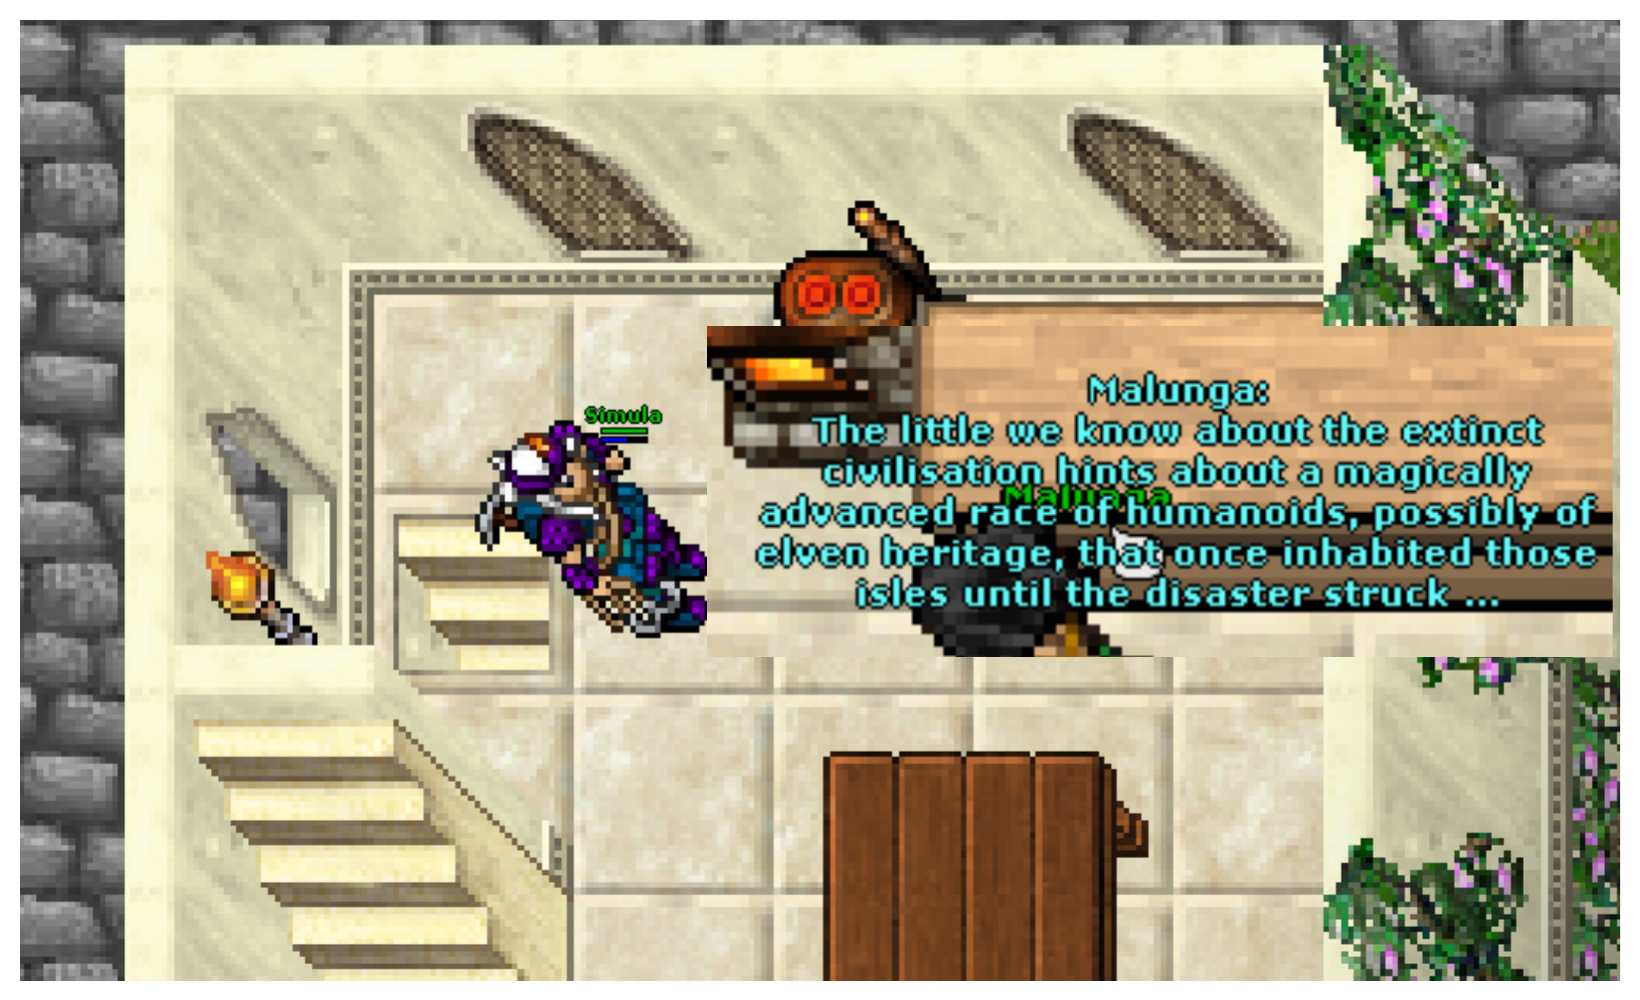 Simula
Malunga:
The little we know about the extinct
civilisation hints about a magically
Malunga
advanced race of humanoids, possibly of
elven heritage, that once inhabited those
isles until the disaster struck ...